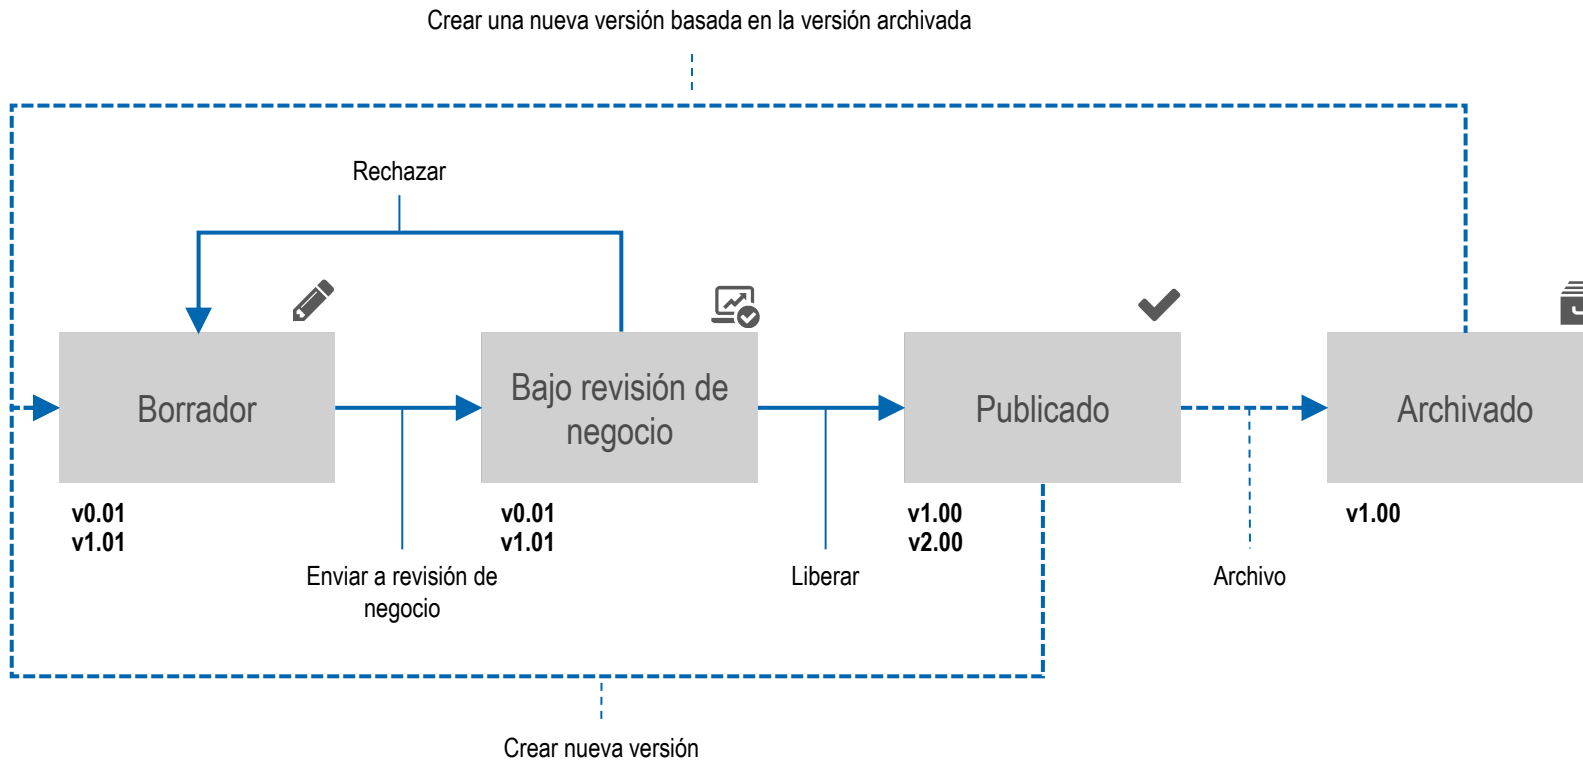 Crear una nueva versión basada en la versión archivada
Rechazar
Borrador
Bajo revisión de
negocio
Publicado
Archivado
v0.01
v1.01
v0.01
v1.01
v1.00
v2.00
v1.00
Enviar a revisión de
negocio
Liberar
Archivo
Crear nueva versión